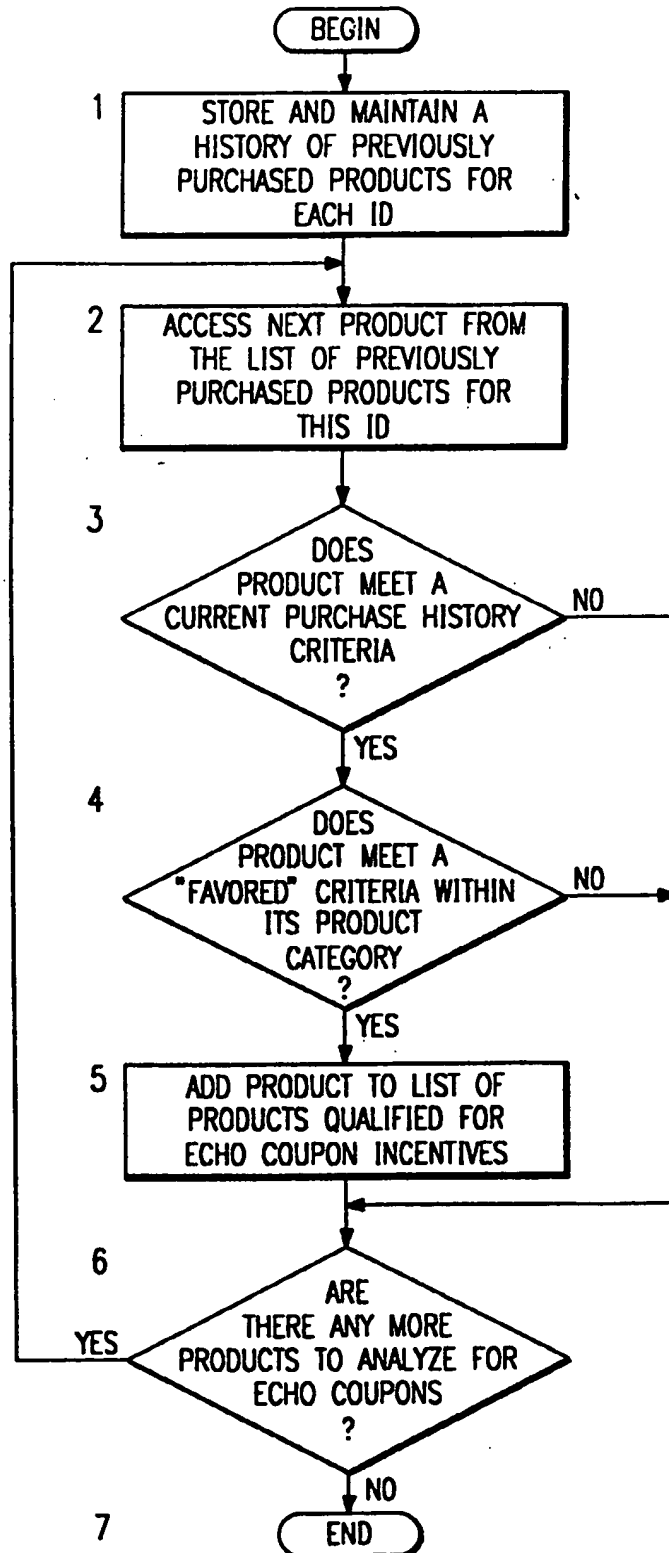 BEGIN
1
STORE AND MAINTAIN A
HISTORY OF PREVIOUSLY
PURCHASED PRODUCTS FOR
EACH ID
2
ACCESS NEXT PRODUCT FROM
THE LIST OF PREVIOUSLY
PURCHASED PRODUCTS FOR
THIS ID
3
DOES
PRODUCT MEET A
CURRENT PURCHASE HISTORY
CRITERIA
?
NO
YES
4
DOES
PRODUCT MEET A
"FAVORED" CRITERIA WITHIN
ITS PRODUCT
CATEGORY
?
NO
YES
5
ADD PRODUCT TO LIST OF
PRODUCTS QUALIFIED FOR
ECHO COUPON INCENTIVES
6
ARE
THERE ANY MORE
PRODUCTS TO ANALYZE FOR
ECHO COUPONS
?
YES
NO
7
END